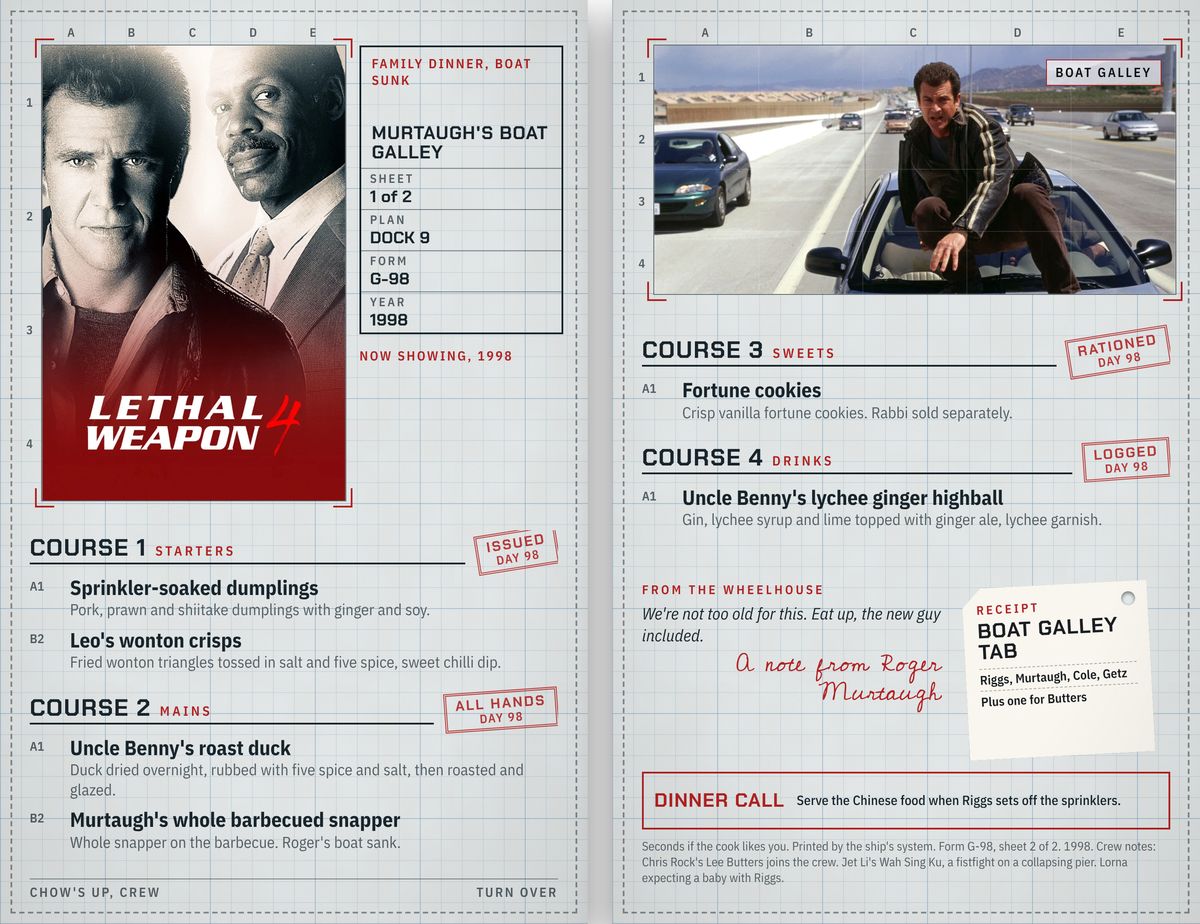 A B C D E
1
2
3
4
LETHAL
WEAPON 4
FAMILY DINNER, BOAT
SUNK
MURTAUGH'S BOAT
GALLEY
SHEET
1 of 2
PLAN
DOCK 9
FORM
G-98
YEAR
1998
NOW SHOWING, 1998
COURSE 1 STARTERS
ISSUED
DAY 98
A1 Sprinkler-soaked dumplings
Pork, prawn and shiitake dumplings with ginger and soy.
B2 Leo's wonton crisps
Fried wonton triangles tossed in salt and five spice, sweet chilli dip.
COURSE 2 MAINS
ALL HANDS
DAY 98
A1 Uncle Benny's roast duck
Duck dried overnight, rubbed with five spice and salt, then roasted and
glazed.
B2 Murtaugh's whole barbecued snapper
Whole snapper on the barbecue. Roger's boat sank.
CHOW'S UP, CREW
TURN OVER
A B C D E
1
2
3
4
BOAT GALLEY
COURSE 3 SWEETS
RATIONED
DAY 98
A1 Fortune cookies
Crisp vanilla fortune cookies. Rabbi sold separately.
COURSE 4 DRINKS
LOGGED
DAY 98
A1 Uncle Benny's lychee ginger highball
Gin, lychee syrup and lime topped with ginger ale, lychee garnish.
FROM THE WHEELHOUSE
We're not too old for this. Eat up, the new guy
included.
A note from Roger
Murtaugh
RECEIPT
BOAT GALLEY
TAB
Riggs, Murtaugh, Cole, Getz
Plus one for Butters
DINNER CALL Serve the Chinese food when Riggs sets off the sprinklers.
Seconds if the cook likes you. Printed by the ship's system. Form G-98, sheet 2 of 2. 1998. Crew notes:
Chris Rock's Lee Butters joins the crew. Jet Li's Wah Sing Ku, a fistfight on a collapsing pier. Lorna
expecting a baby with Riggs.